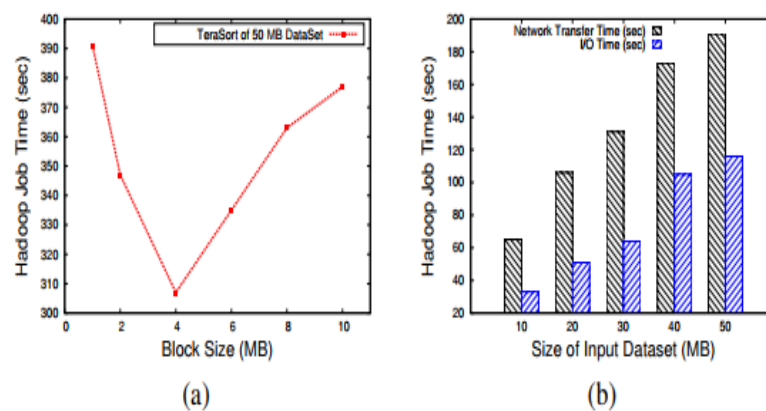 TeraSort of 50 MB DataSet
Hadoop Job Time (sec)
400
390
380
370
360
350
340
330
320
310
300
0 2 4 6 8 10
Block Size (MB)
(a)
Network Transfer Time (sec)
I/O Time (sec)
Hadoop Job Time (sec)
200
180
160
140
120
100
80
60
40
20
10 20 30 40 50
Size of Input Dataset (MB)
(b)